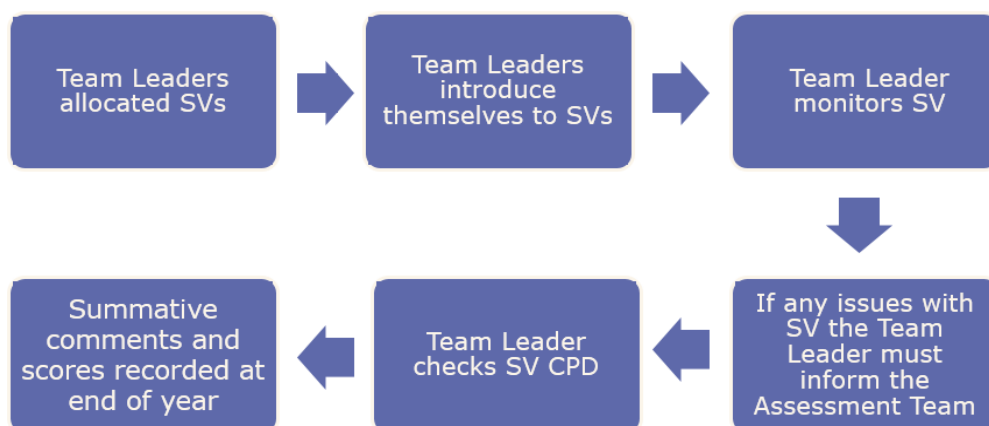 Team Leaders
allocated SVs
Team Leaders
introduce
themselves to SVs
Team Leader
monitors SV
If any issues with
SV the Team
Leader must
inform the
Assessment Team
Team Leader
checks SV CPD
Summative
comments and
scores recorded at
end of year